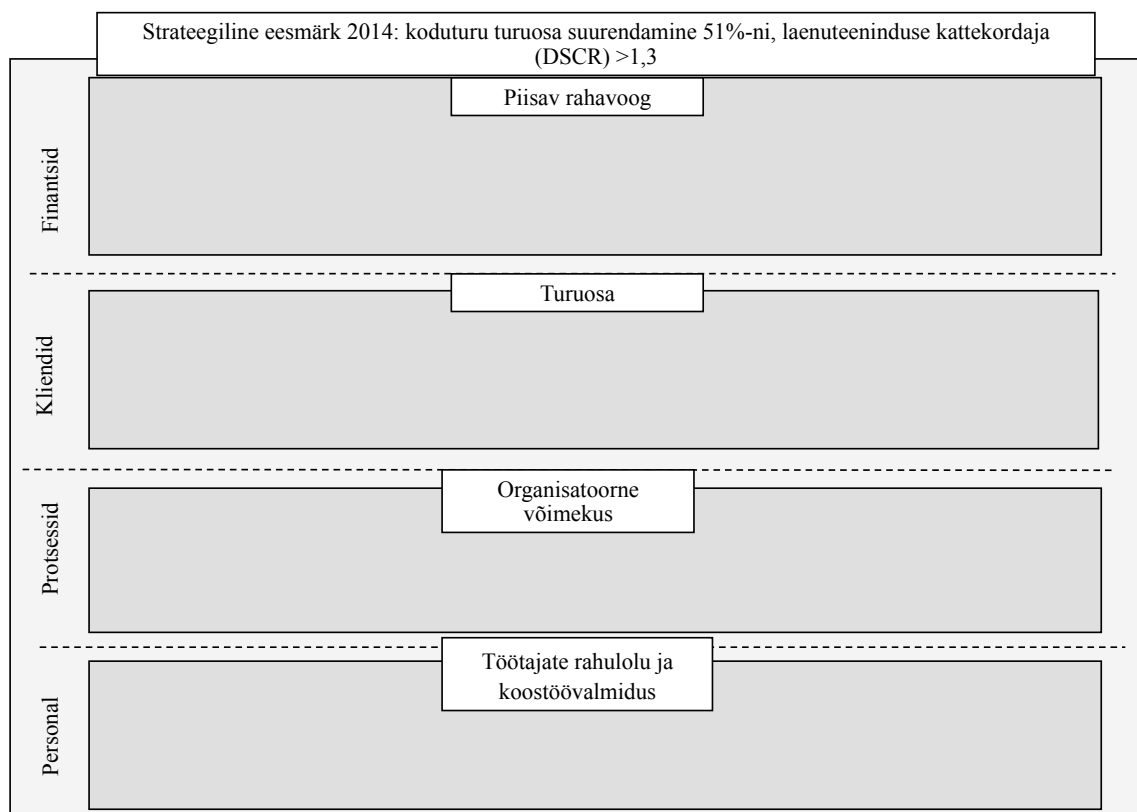 Strateegiline eesmärk 2014: koduturu turuosa suurendamine 51%-ni, laenuteeninduse kattekordaja
(DSCR) >1,3
Piisav rahavoog
Finantsid
Turuosa
Kliendid
Organisatoorne
võimekus
Protsessid
Töötajate rahulolu ja
koostöövalmidus
Personal